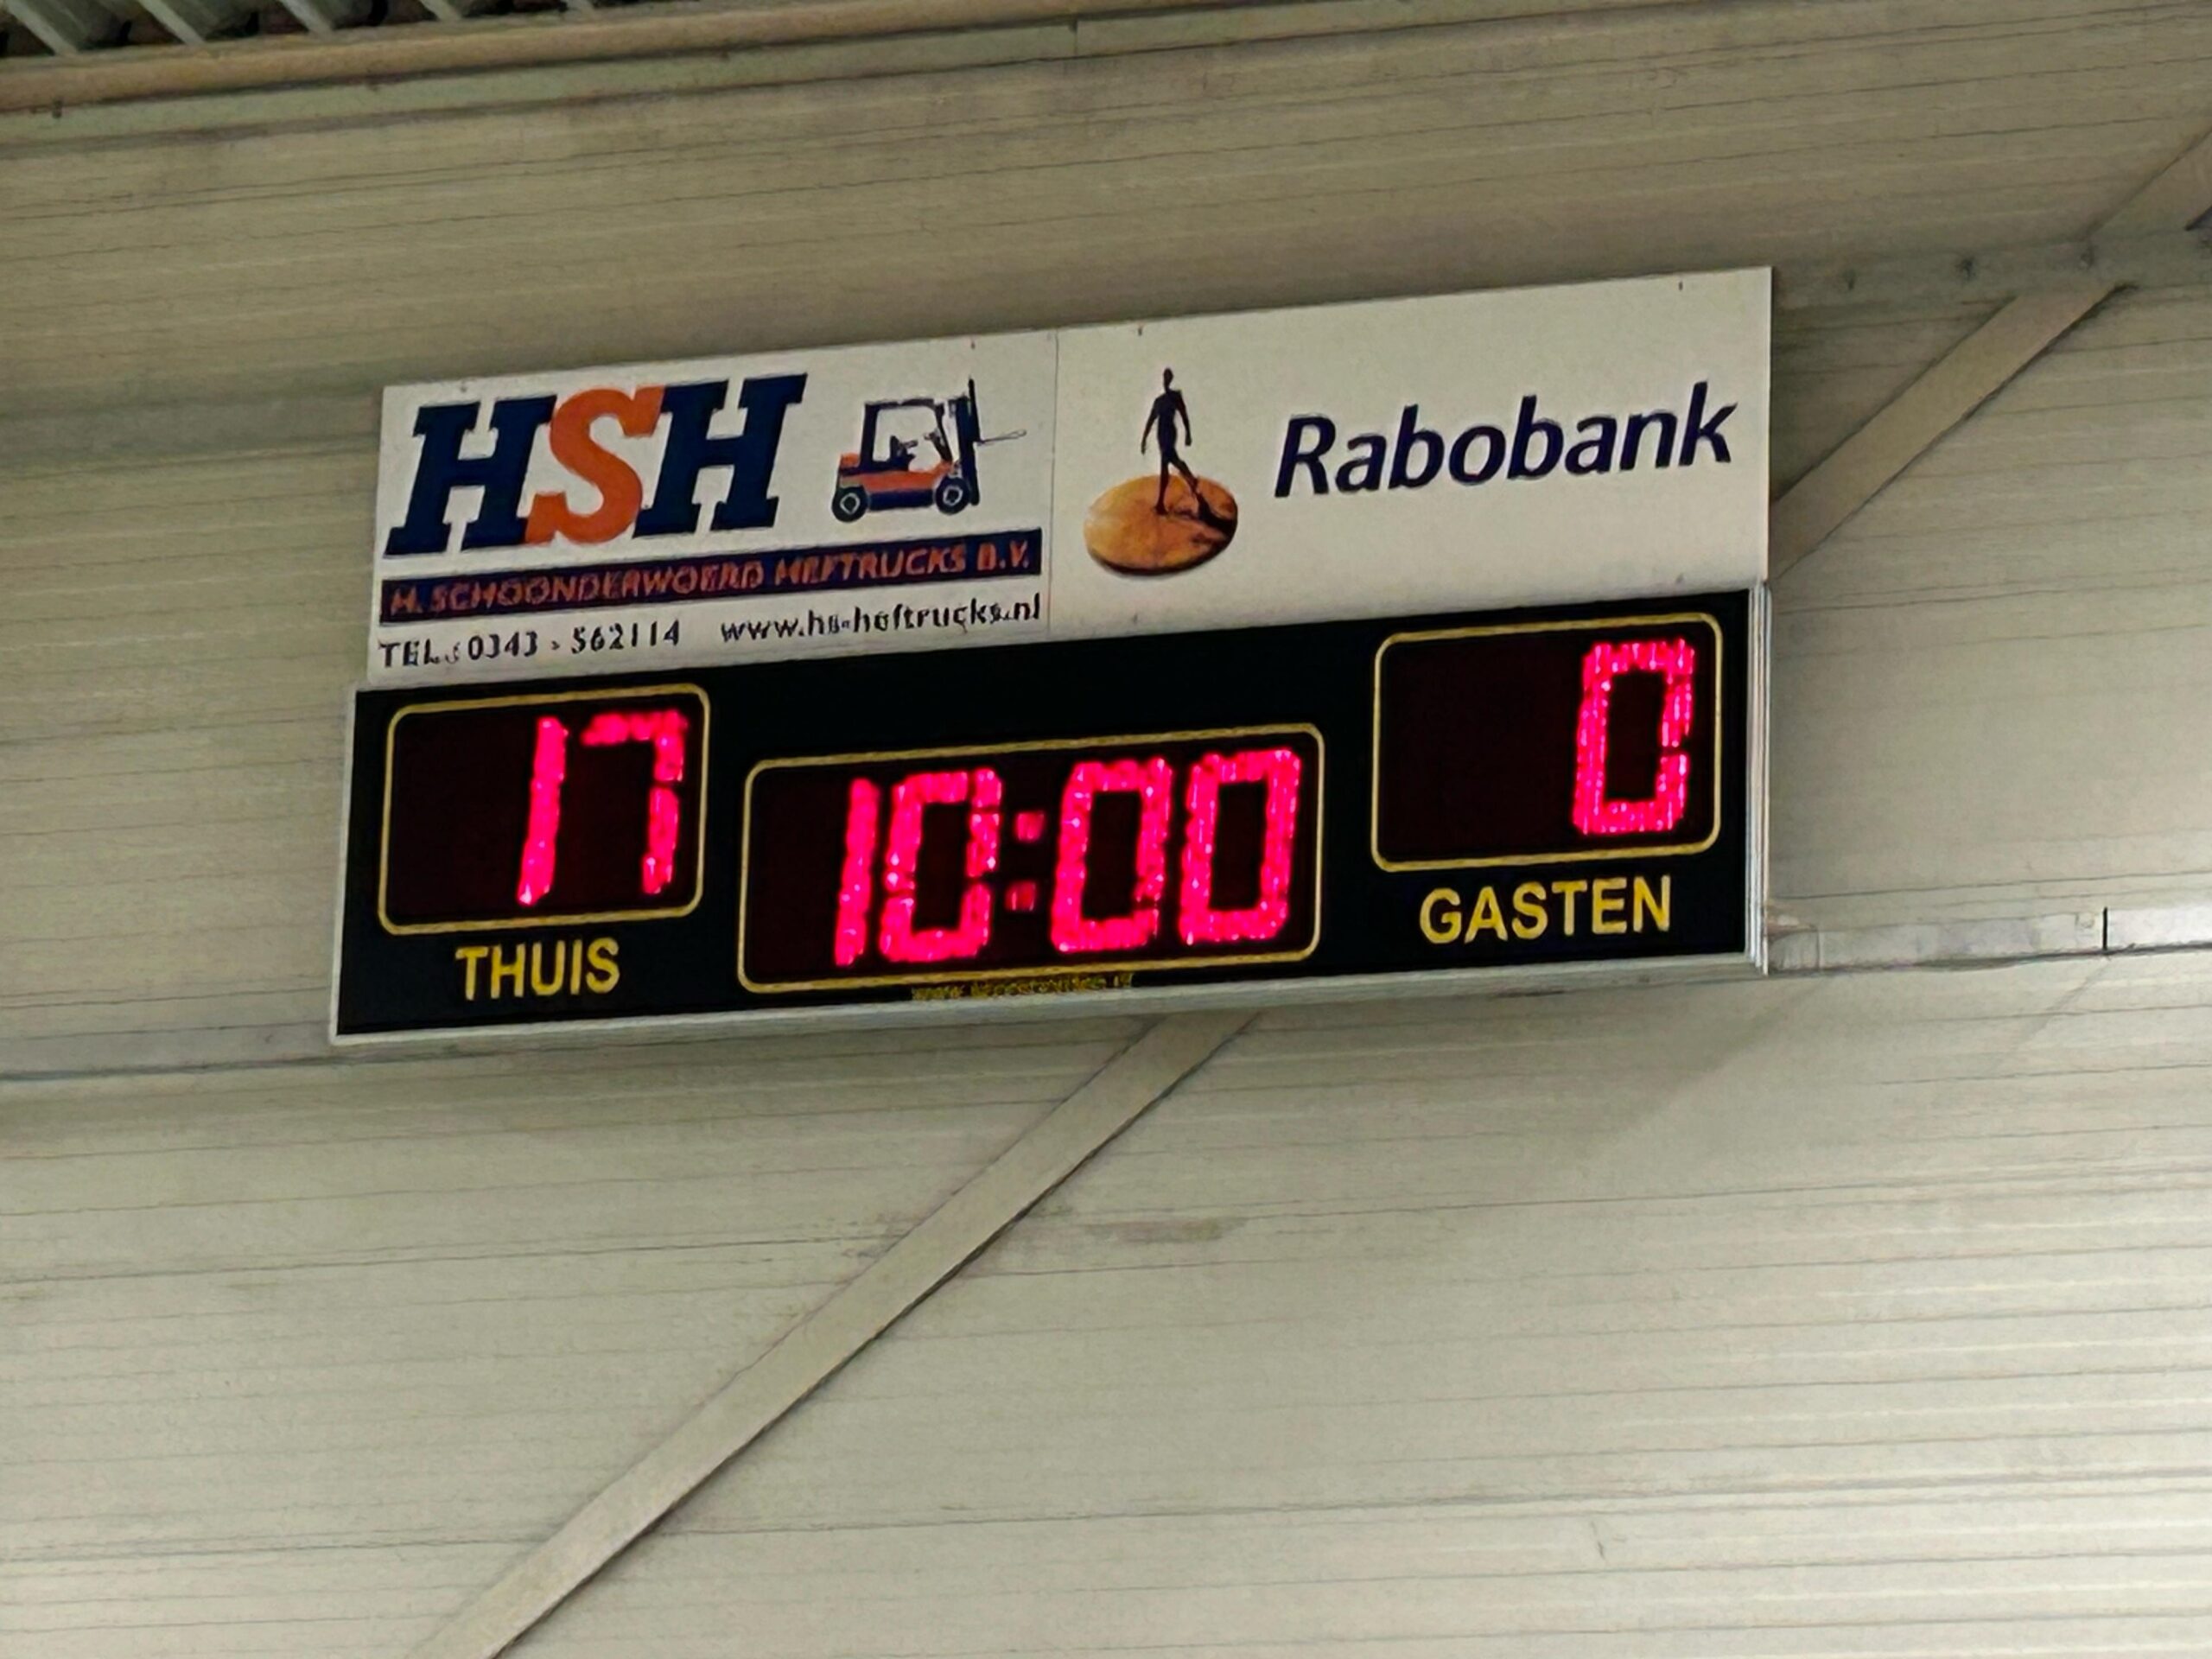 HSH
Rabobank
H. SCHOONDERWOERD HEFTRUCKS B.V.
TEL.: 0343 - 562114 www.hs-heftrucks.nl
17
10:00
0
THUIS
GASTEN